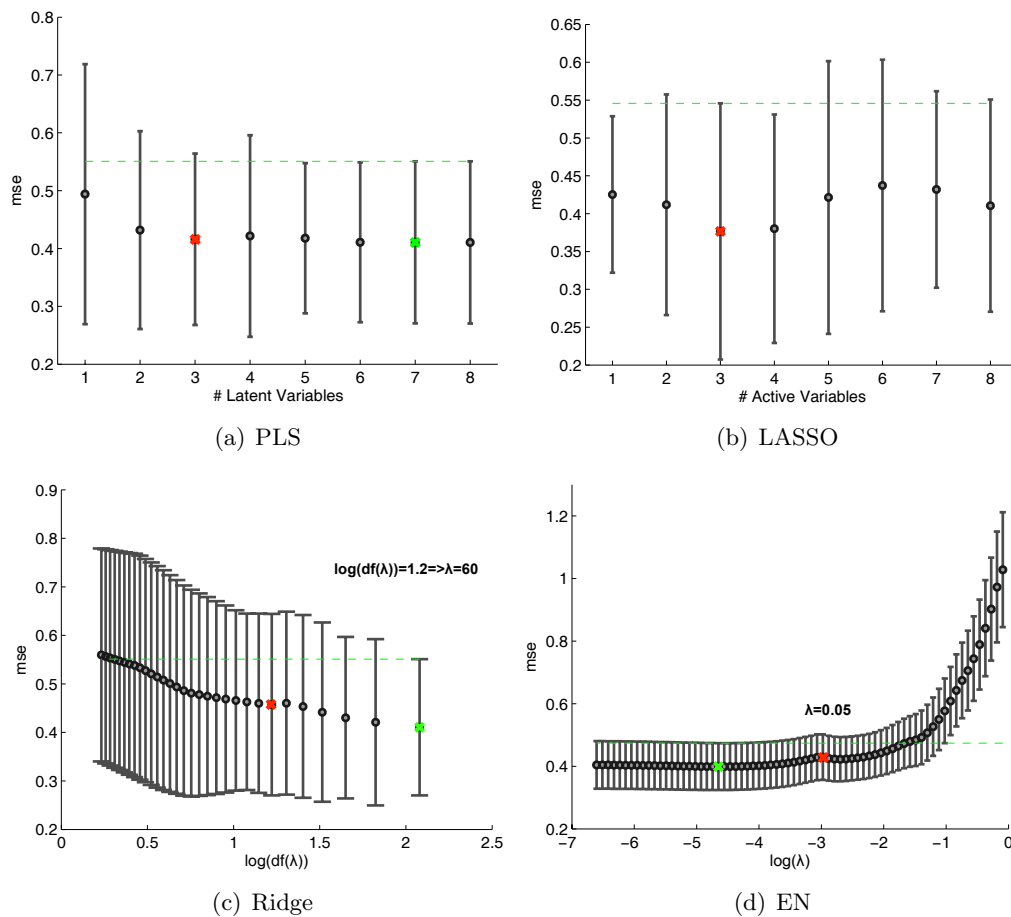 0.8
0.7
0.6
0.5
0.4
0.3
0.2
mse
1 2 3 4 5 6 7 8
# Latent Variables
(a) PLS
0.65
0.6
0.55
0.5
0.45
0.4
0.35
0.3
0.25
0.2
mse
1 2 3 4 5 6 7 8
# Active Variables
(b) LASSO
0.9
0.8
0.7
0.6
0.5
0.4
0.3
0.2
mse
log(df(λ))=1.2=>λ=60
0 0.5 1 1.5 2 2.5
log(df(λ))
(c) Ridge
1.2
1
0.8
0.6
0.4
0.2
mse
λ=0.05
−7 −6 −5 −4 −3 −2 −1 0
log(λ)
(d) EN